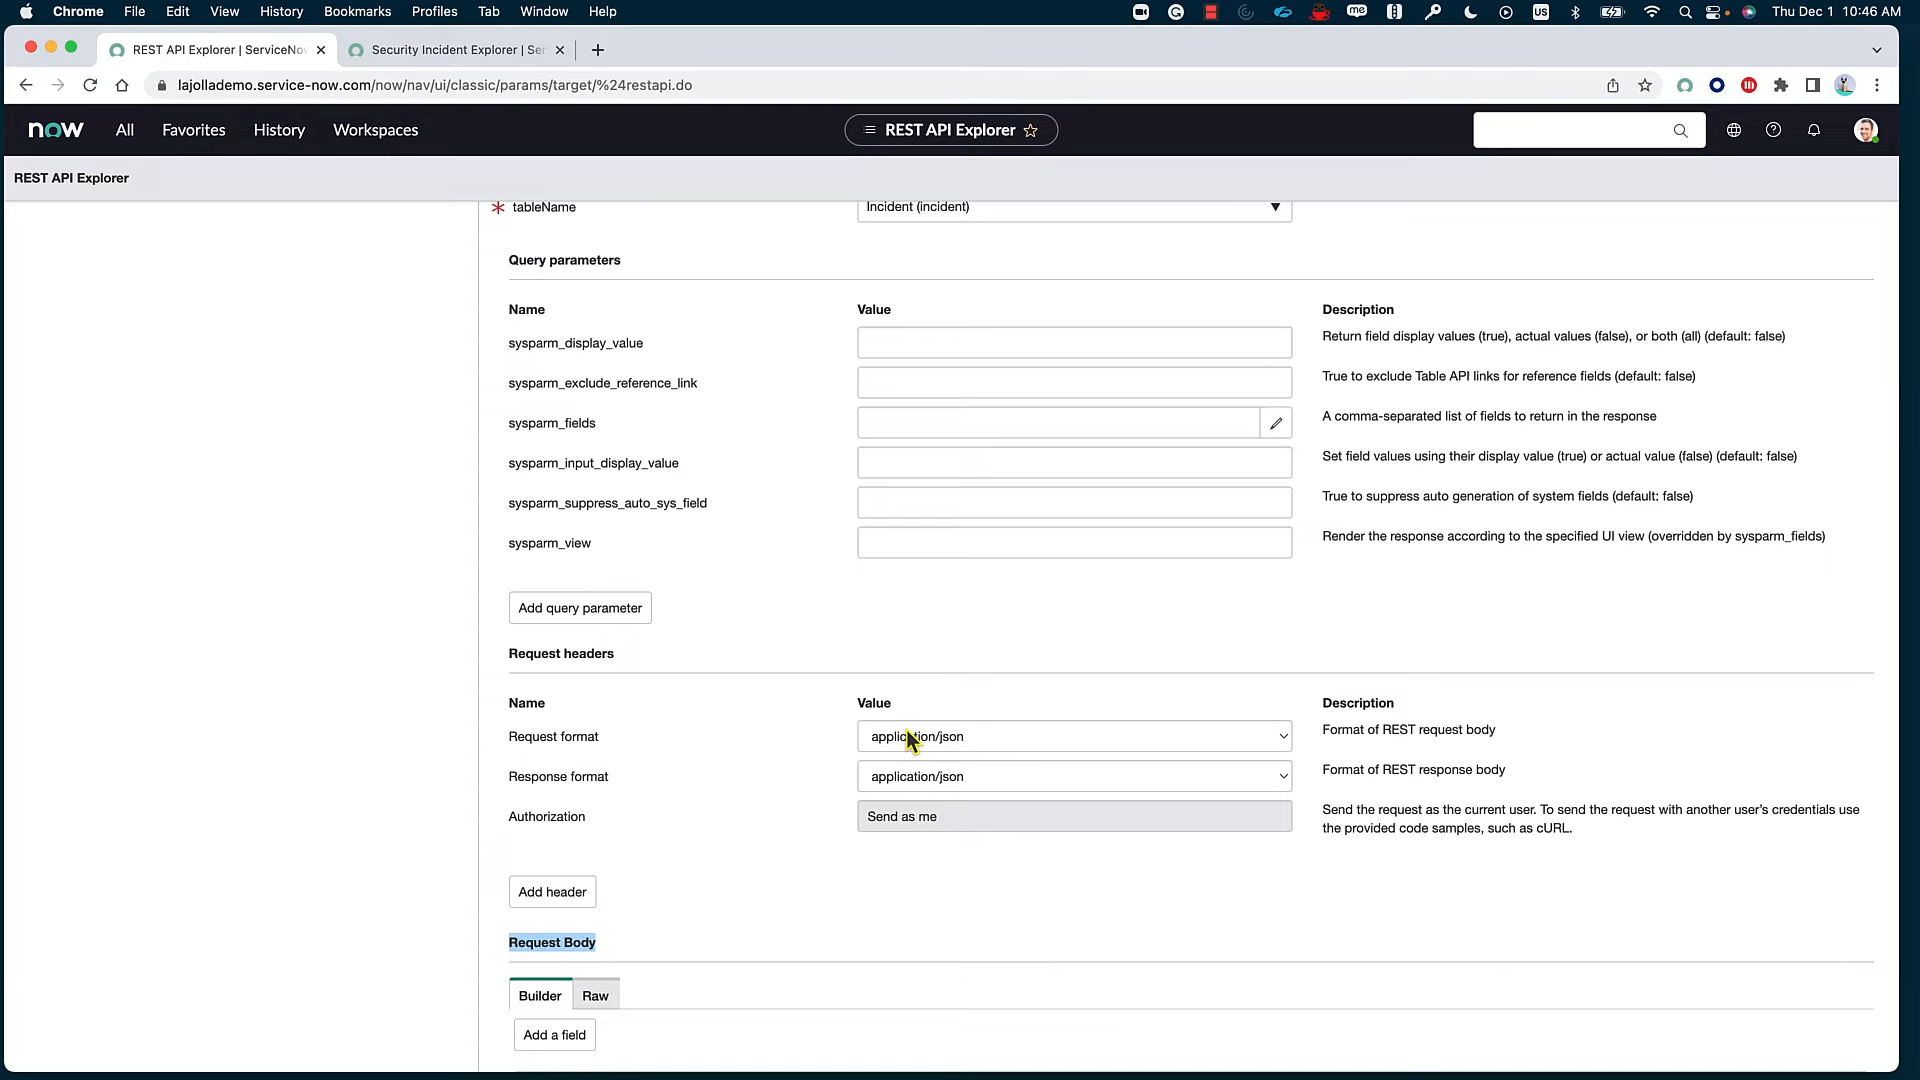 Chrome File Edit View History Bookmarks Profiles Tab Window Help me US Thu Dec 1 10:46 AM
REST API Explorer | ServiceNo Security Incident Explorer | Ser
lajollademo.service-now.com/now/nav/ui/classic/params/target/%24restapi.do
now All Favorites History Workspaces REST API Explorer
REST API Explorer
* tableName Incident (incident)
Query parameters
Name Value Description
sysparm_display_value Return field display values (true), actual values (false), or both (all) (default: false)
sysparm_exclude_reference_link True to exclude Table API links for reference fields (default: false)
sysparm_fields A comma-separated list of fields to return in the response
sysparm_input_display_value Set field values using their display value (true) or actual value (false) (default: false)
sysparm_suppress_auto_sys_field True to suppress auto generation of system fields (default: false)
sysparm_view Render the response according to the specified UI view (overridden by sysparm_fields)
Add query parameter
Request headers
Name Value Description
Request format application/json Format of REST request body
Response format application/json Format of REST response body
Authorization Send as me Send the request as the current user. To send the request with another user's credentials use
the provided code samples, such as cURL.
Add header
Request Body
Builder Raw
Add a field